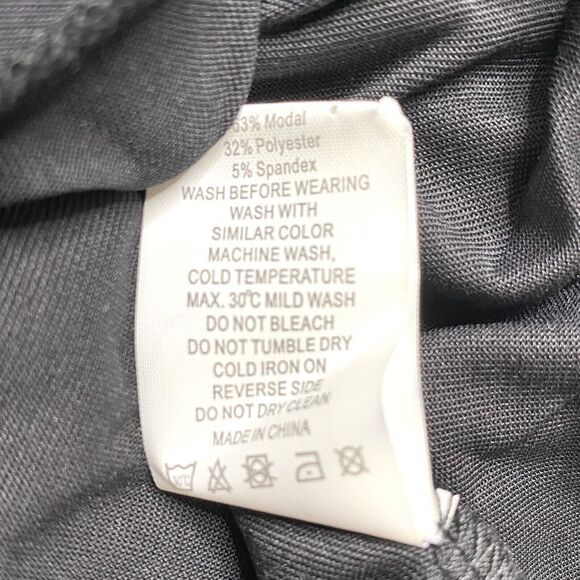 63% Modal
32% Polyester
5% Spandex
WASH BEFORE WEARING
WASH WITH
SIMILAR COLOR
MACHINE WASH,
COLD TEMPERATURE
MAX. 30℃ MILD WASH
DO NOT BLEACH
DO NOT TUMBLE DRY
COLD IRON ON
REVERSE SIDE
DO NOT DRY CLEAN
MADE IN CHINA
30℃